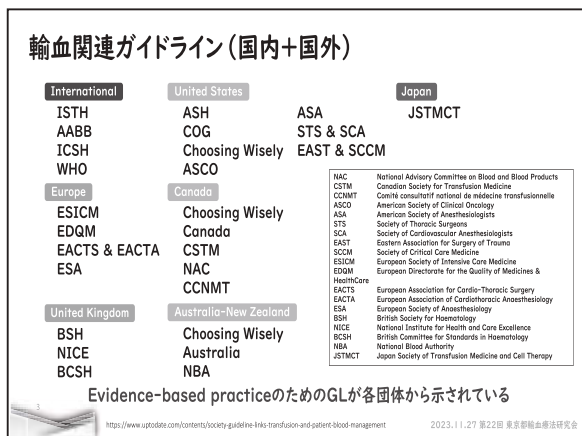 輸血関連ガイドライン（国内＋国外）
International
ISTH
AABB
ICSH
WHO
United States
ASH
COG
Choosing Wisely
ASCO
ASA
STS & SCA
EAST & SCCM
Japan
JSTMCT
Europe
ESICM
EDQM
EACTS & EACTA
ESA
Canada
Choosing Wisely
Canada
CSTM
NAC
CCNMT
United Kingdom
BSH
NICE
BCSH
Australia-New Zealand
Choosing Wisely
Australia
NBA
NAC National Advisory Committee on Blood and Blood Products
CSTM Canadian Society for Transfusion Medicine
CCNMT Comité consultatif national de médecine transfusionnelle
ASCO American Society of Clinical Oncology
ASA American Society of Anesthesiologists
STS Society of Thoracic Surgeons
SCA Society of Cardiovascular Anesthesiologists
EAST Eastern Association for Surgery of Trauma
SCCM Society of Critical Care Medicine
ESICM European Society of Intensive Care Medicine
EDQM European Directorate for the Quality of Medicines &
HealthCare
EACTS European Association for Cardio-Thoracic Surgery
EACTA European Association of Cardiothoracic Anaesthesiology
ESA European Society of Anaesthesiology
BSH British Society for Haematology
NICE National Institute for Health and Care Excellence
BCSH British Committee for Standards in Haematology
NBA National Blood Authority
JSTMCT Japan Society of Transfusion Medicine and Cell Therapy
Evidence-based practiceのためのGLが各団体から示されている
3
https://www.uptodate.com/contents/society-guideline-links-transfusion-and-patient-blood-management
2023.11.27 第22回 東京都輸血療法研究会